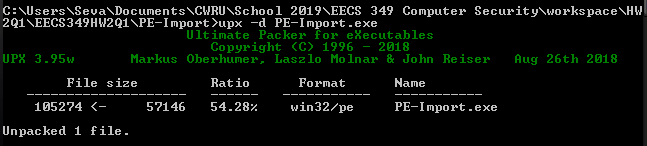 C:\Users\Seva\Documents\CWRU\School 2019\EECS 349 Computer Security\workspace\HW
2Q1\EECS349HW2Q1\PE-Import>upx -d PE-Import.exe
Ultimate Packer for eXecutables
Copyright (C) 1996 - 2018
UPX 3.95w Markus Oberhumer, Laszlo Molnar & John Reiser Aug 26th 2018
File size Ratio Format Name
-------------------- ------ ----------- -----------
105274 <- 57146 54.28% win32/pe PE-Import.exe
Unpacked 1 file.